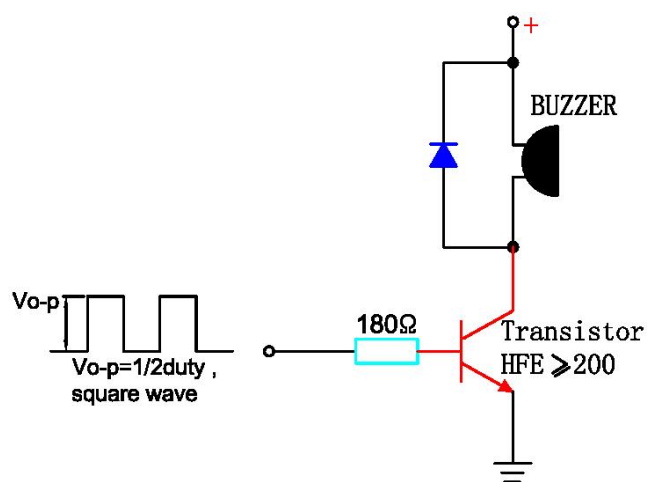 +
BUZZER
Vo-p
180Ω
Transistor
HFE ⩾200
Vo-p=1/2duty ,
square wave